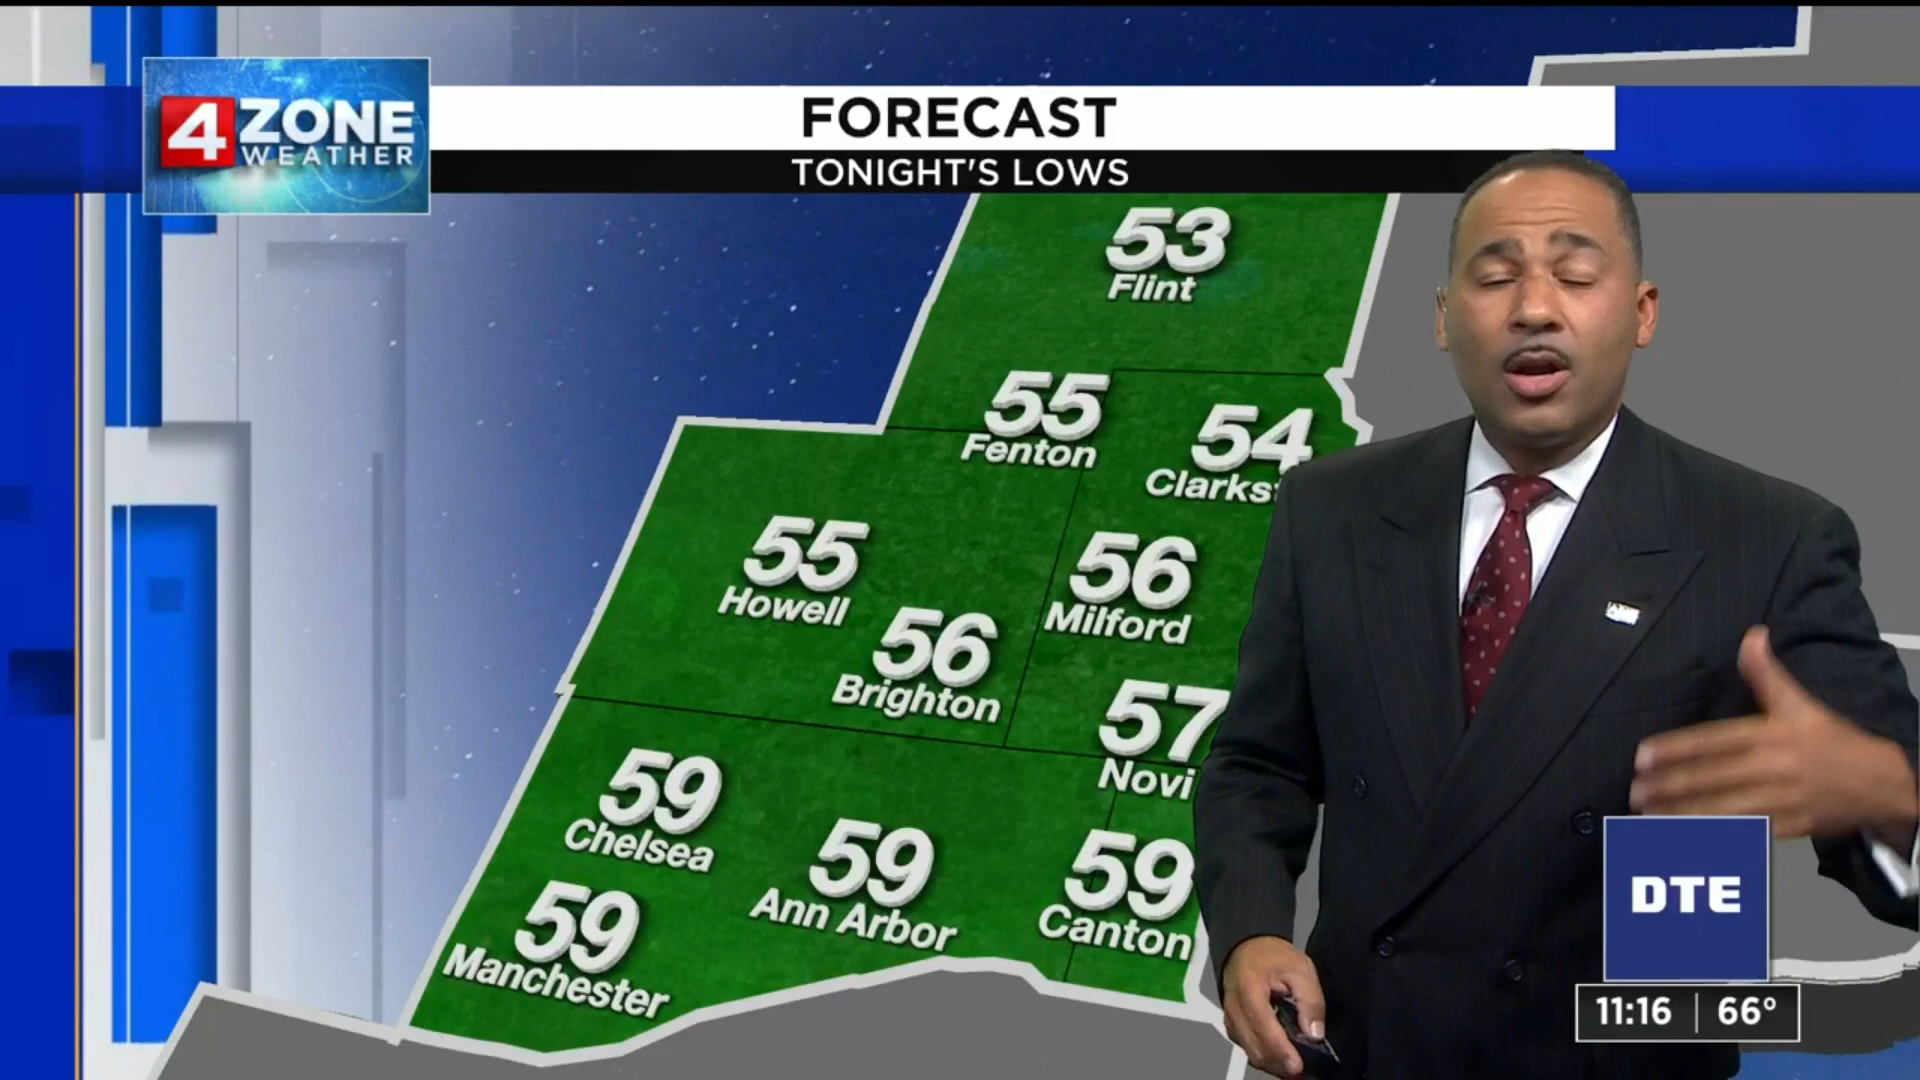 4 ZONE
WEATHER
FORECAST
TONIGHT'S LOWS
53
Flint
55
Fenton
54
Clarks
55
Howell
56
Milford
56
Brighton
57
Novi
59
Chelsea
59
Ann Arbor
59
Canton
59
Manchester
DTE
11:16 | 66°